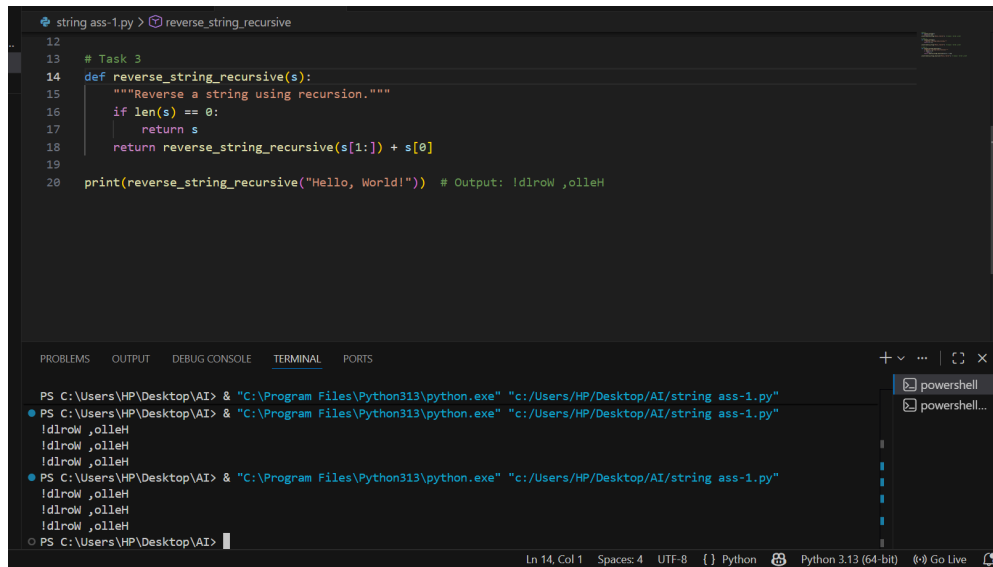 string ass-1.py > reverse_string_recursive
12
13 # Task 3
14 def reverse_string_recursive(s):
15 """Reverse a string using recursion."""
16 if len(s) == 0:
17 return s
18 return reverse_string_recursive(s[1:]) + s[0]
19
20 print(reverse_string_recursive("Hello, World!")) # Output: !dlroW ,olleH
PROBLEMS OUTPUT DEBUG CONSOLE TERMINAL PORTS
PS C:\Users\HP\Desktop\AI> & "C:\Program Files\Python313\python.exe" "c:/Users/HP/Desktop/AI/string ass-1.py"
PS C:\Users\HP\Desktop\AI> & "C:\Program Files\Python313\python.exe" "c:/Users/HP/Desktop/AI/string ass-1.py"
!dlroW ,olleH
!dlroW ,olleH
!dlroW ,olleH
PS C:\Users\HP\Desktop\AI> & "C:\Program Files\Python313\python.exe" "c:/Users/HP/Desktop/AI/string ass-1.py"
!dlroW ,olleH
!dlroW ,olleH
!dlroW ,olleH
PS C:\Users\HP\Desktop\AI>
powershell
powershell...
Ln 14, Col 1 Spaces: 4 UTF-8 {} Python Python 3.13 (64-bit) Go Live